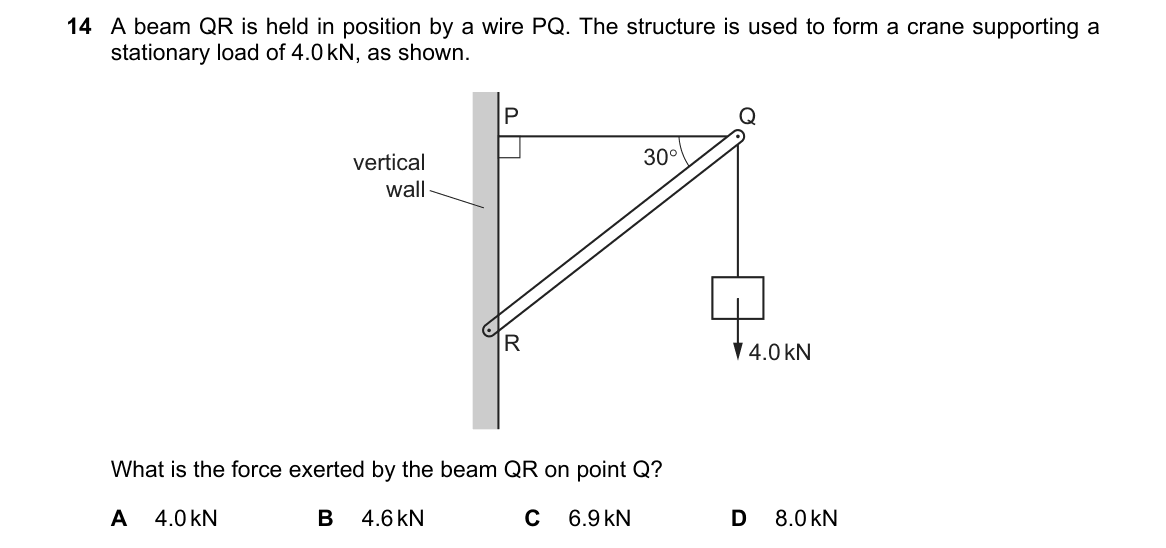 14 A beam QR is held in position by a wire PQ. The structure is used to form a crane supporting a
stationary load of 4.0 kN, as shown.
P
Q
30°
vertical
wall
R
4.0 kN
What is the force exerted by the beam QR on point Q?
A 4.0 kN B 4.6 kN C 6.9 kN D 8.0 kN